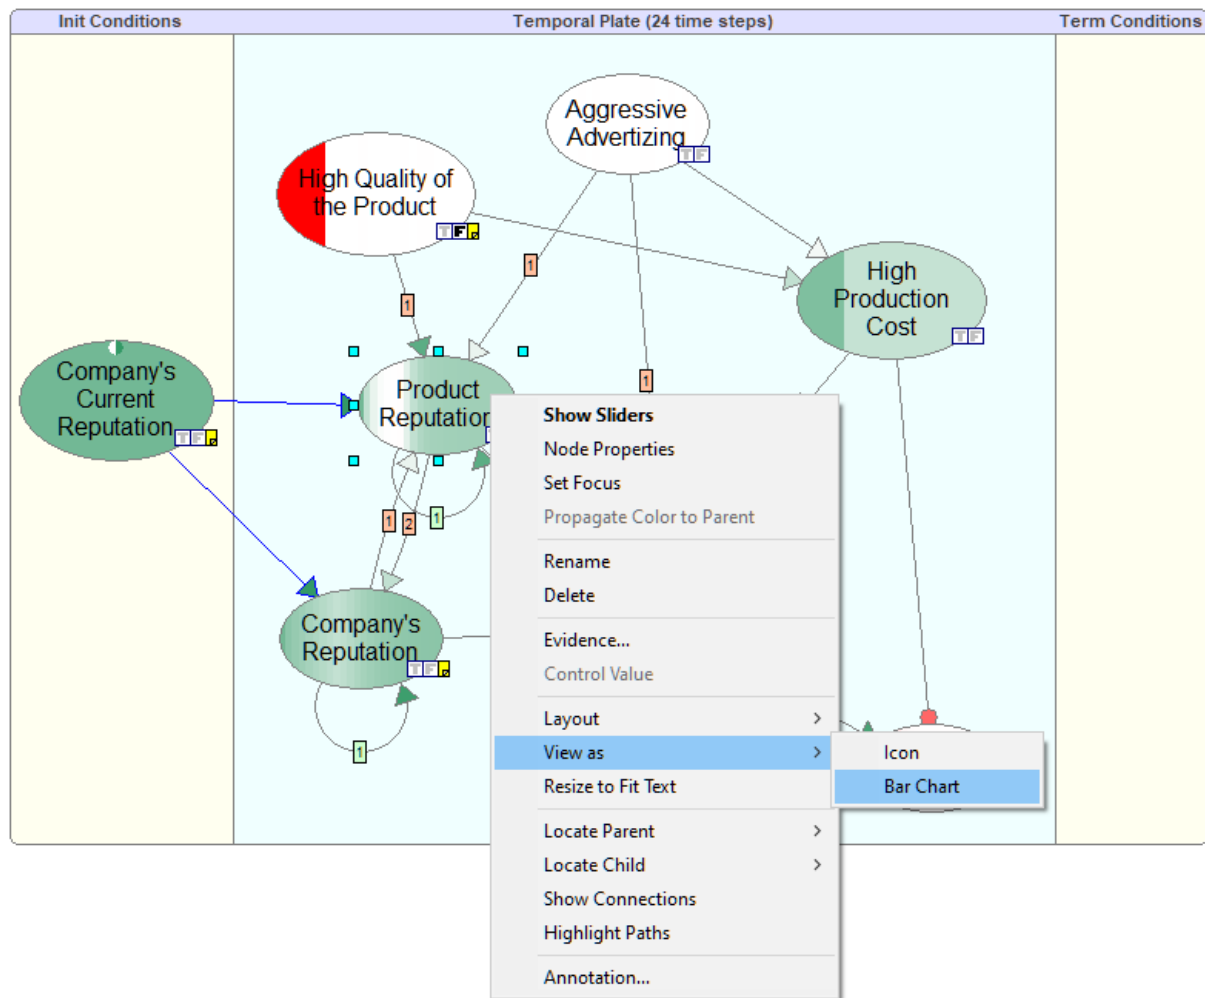 Init Conditions
Temporal Plate (24 time steps)
Term Conditions
Aggressive
Advertizing
T F
High Quality of
the Product
T F
1
1
High
Production
Cost
T F
1
Company's
Current
Reputation
T F
Product
Reputation
1
2
1
Company's
Reputation
T F
1
Show Sliders
Node Properties
Set Focus
Propagate Color to Parent
Rename
Delete
Evidence...
Control Value
Layout
View as
Resize to Fit Text
Locate Parent
Locate Child
Show Connections
Highlight Paths
Annotation...
Icon
Bar Chart